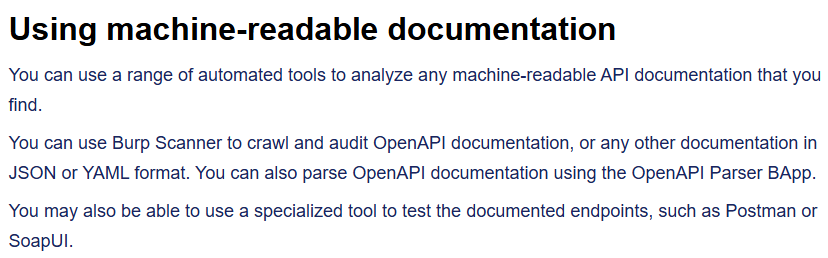 Using machine-readable documentation
You can use a range of automated tools to analyze any machine-readable API documentation that you
find.
You can use Burp Scanner to crawl and audit OpenAPI documentation, or any other documentation in
JSON or YAML format. You can also parse OpenAPI documentation using the OpenAPI Parser BApp.
You may also be able to use a specialized tool to test the documented endpoints, such as Postman or
SoapUI.